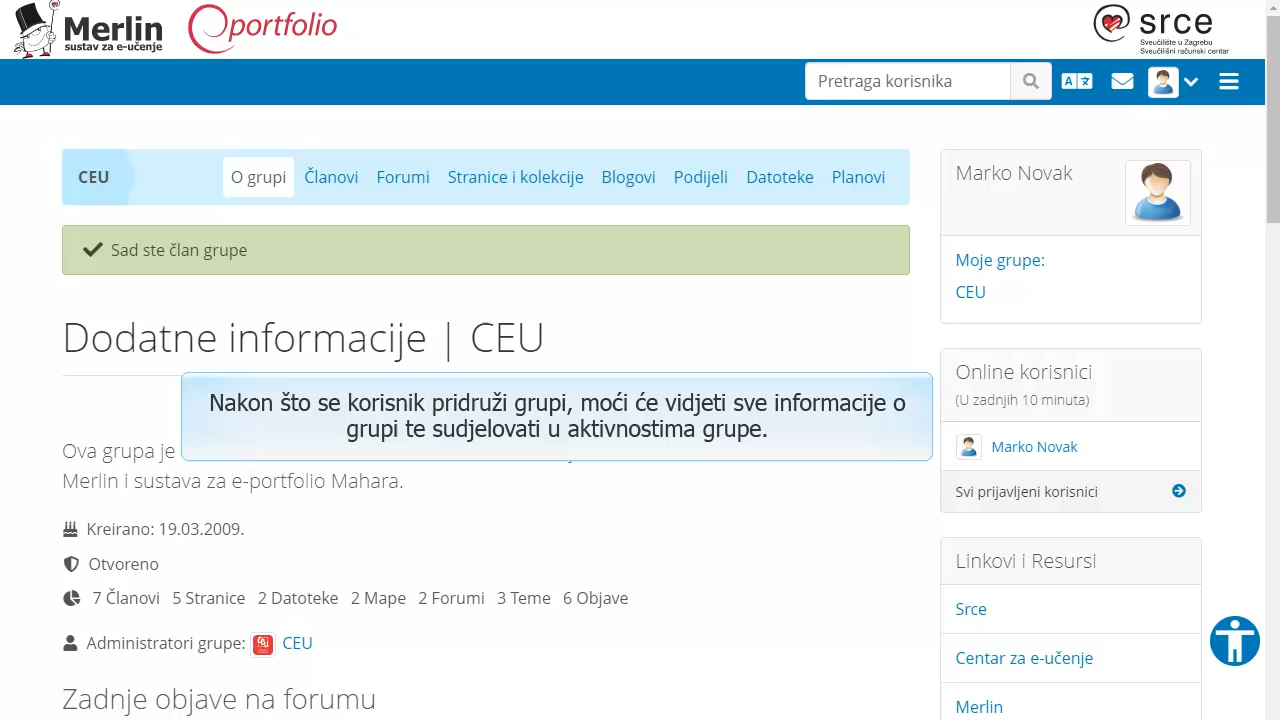 Merlin
sustav za e-učenje
portfolio
srce
Sveučilište u Zagrebu
Sveučilišni računski centar
Pretraga korisnika
CEU
O grupi
Članovi
Forumi
Stranice i kolekcije
Blogovi
Podijeli
Datoteke
Planovi
Sad ste član grupe
Dodatne informacije | CEU
Nakon što se korisnik pridruži grupi, moći će vidjeti sve informacije o
grupi te sudjelovati u aktivnostima grupe.
Ova grupa je
Merlin i sustava za e-portfolio Mahara.
Kreirano: 19.03.2009.
Otvoreno
7 Članovi 5 Stranice 2 Datoteke 2 Mape 2 Forumi 3 Teme 6 Objave
Administratori grupe: CEU
Zadnje objave na forumu
Marko Novak
Moje grupe:
CEU
Online korisnici
(U zadnjih 10 minuta)
Marko Novak
Svi prijavljeni korisnici
Linkovi i Resursi
Srce
Centar za e-učenje
Merlin